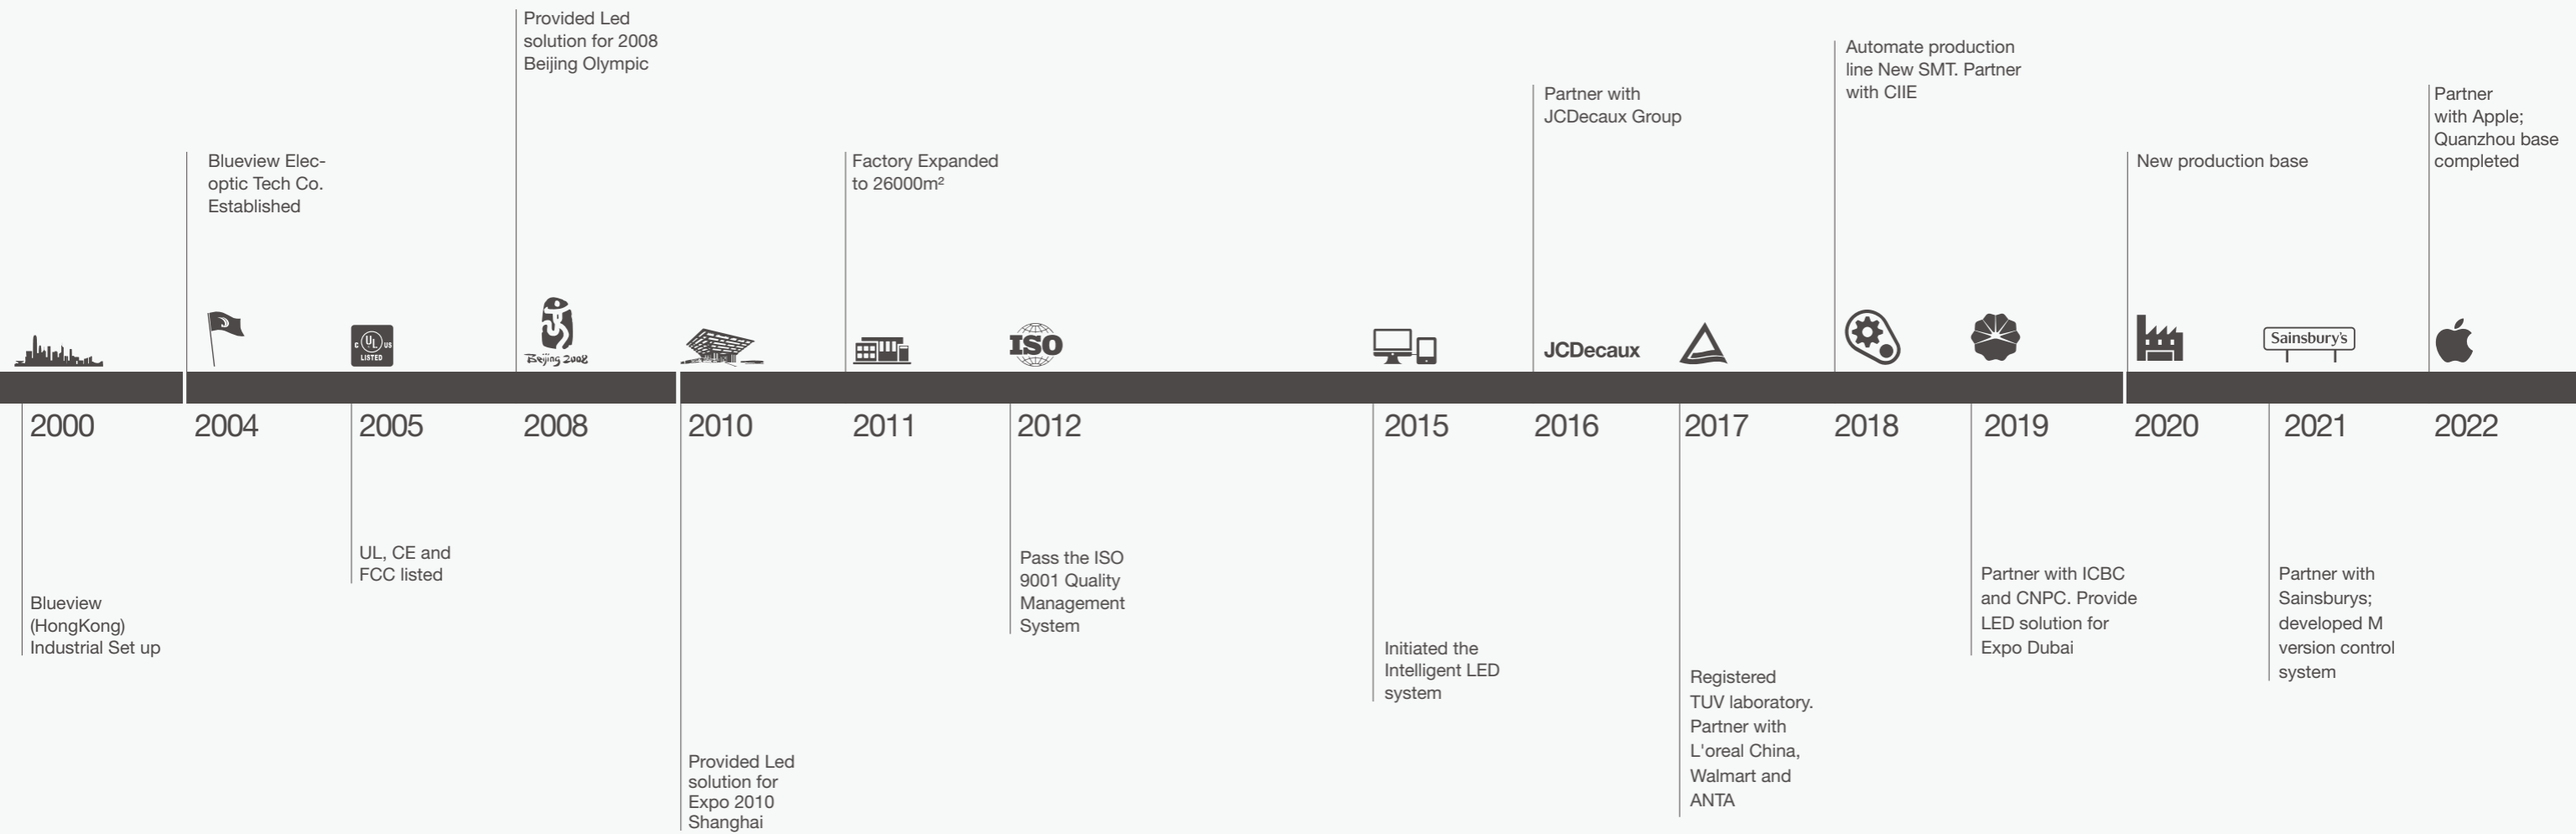 Provided Led
solution for 2008
Beijing Olympic
Automate production
line New SMT. Partner
with CIIE
Partner with
JCDecaux Group
Partner
with Apple;
Quanzhou base
completed
Blueview Elec-
optic Tech Co.
Established
Factory Expanded
to 26000m²
New production base
C UL US
LISTED
Beijing 2008
ISO
JCDecaux
Sainsbury's
2000
2004
2005
2008
2010
2011
2012
2015
2016
2017
2018
2019
2020
2021
2022
Blueview
(HongKong)
Industrial Set up
UL, CE and
FCC listed
Provided Led
solution for
Expo 2010
Shanghai
Pass the ISO
9001 Quality
Management
System
Initiated the
Intelligent LED
system
Registered
TUV laboratory.
Partner with
L'oreal China,
Walmart and
ANTA
Partner with ICBC
and CNPC. Provide
LED solution for
Expo Dubai
Partner with
Sainsburys;
developed M
version control
system